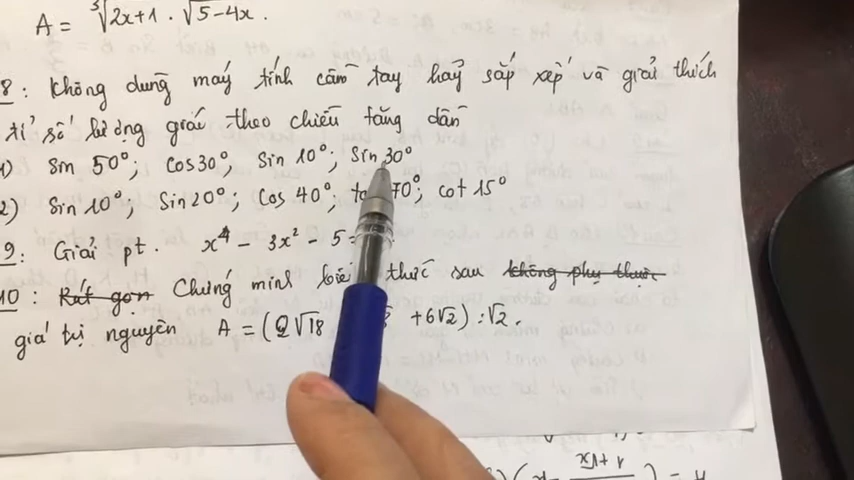 A = ∛2x+1 . √5-4x .
8: không dung máy tính cầm tay hãy sắp xếp và giải thích
tỉ số lượng giác theo chiều tăng dần
1) Sin 50°; Cos30°, Sin 10°; Sin 30°
2) Sin 10°, Sin 20°; Cos 40°; 70°; cot 15°
9: Giải pt. x⁴ - 3x² - 5 =
10: Rút gọn Chứng minh thức sau không phụ thuộc
giá trị nguyên A = (2√18 + 6√2) : √2.